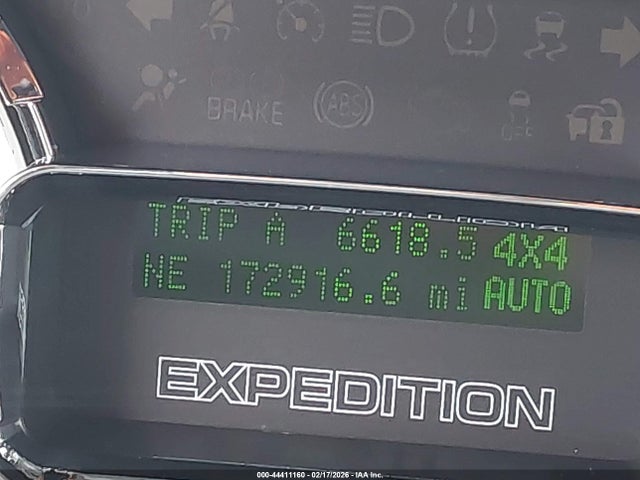 BRAKE
ABS
OFF
TRIP A 6618.5 4X4
NE 172916.6 mi AUTO
EXPEDITION
000-44411160 - 02/17/2026 - IAA Inc.